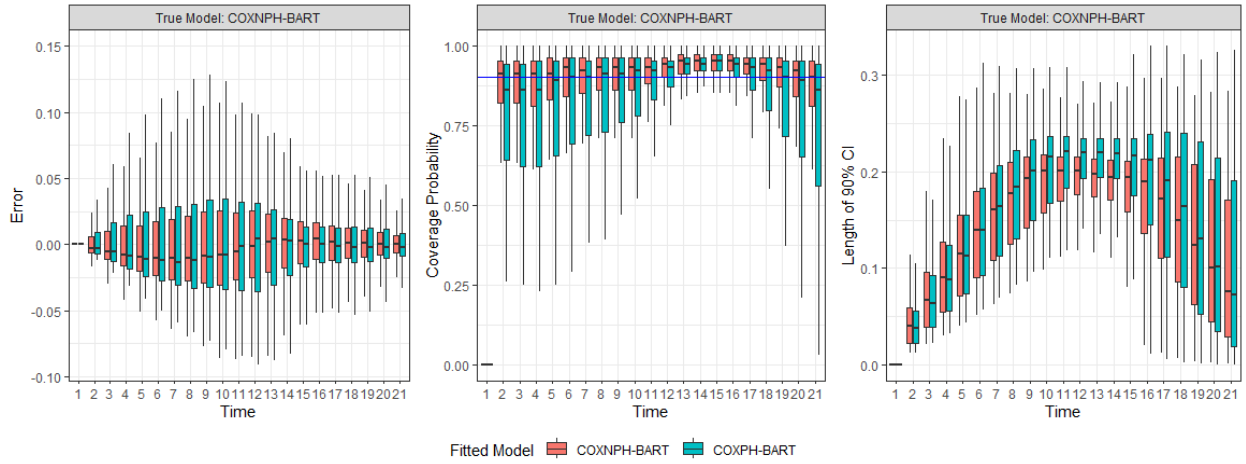 True Model: COXNPH-BART
0.15
0.10
0.05
0.00
-0.05
-0.10
Error
1 2 3 4 5 6 7 8 9 10 11 12 13 14 15 16 17 18 19 20 21
Time
True Model: COXNPH-BART
1.00
0.75
0.50
0.25
0.00
Coverage Probability
1 2 3 4 5 6 7 8 9 10 11 12 13 14 15 16 17 18 19 20 21
Time
True Model: COXNPH-BART
0.3
0.2
0.1
0.0
Length of 90% CI
1 2 3 4 5 6 7 8 9 10 11 12 13 14 15 16 17 18 19 20 21
Time
Fitted Model COXNPH-BART COXPH-BART